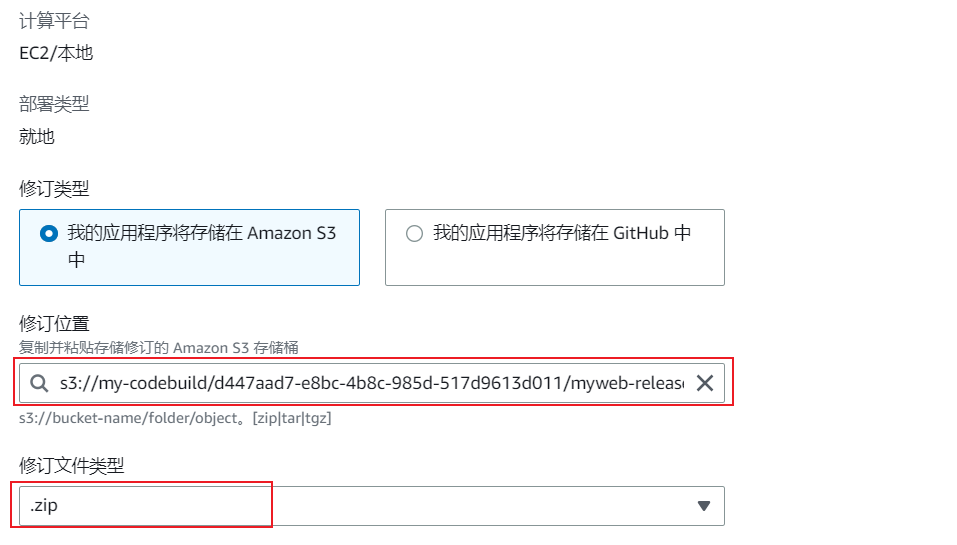 计算平台
EC2/本地
部署类型
就地
修订类型
我的应用程序将存储在 Amazon S3
中
我的应用程序将存储在 GitHub 中
修订位置
复制并粘贴存储修订的 Amazon S3 存储桶
s3://my-codebuild/d447aad7-e8bc-4b8c-985d-517d9613d011/myweb-release
s3://bucket-name/folder/object。[zip|tar|tgz]
修订文件类型
.zip